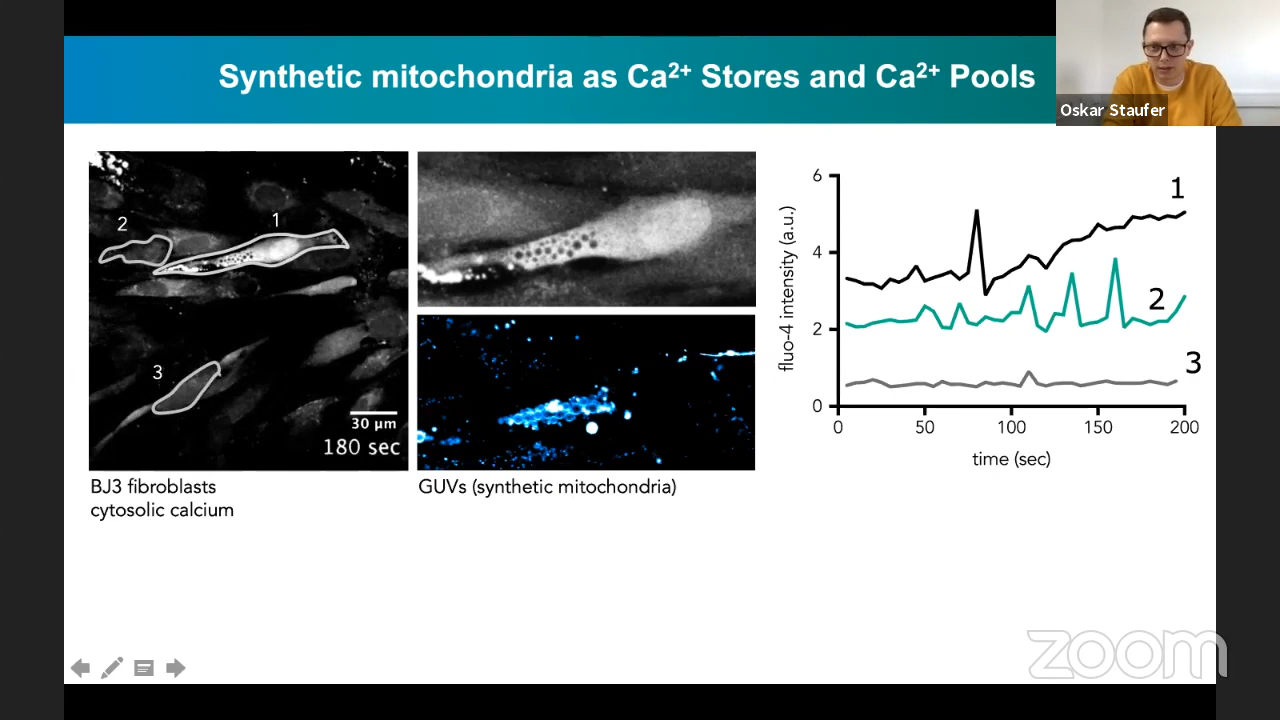 Synthetic mitochondria as Ca²⁺ Stores and Ca²⁺ Pools
Oskar Staufer
1
2
3
30 μm
180 sec
BJ3 fibroblasts
cytosolic calcium
GUVs (synthetic mitochondria)
fluo-4 intensity (a.u.)
6
4
2
0
1
2
3
0 50 100 150 200
time (sec)
zoom